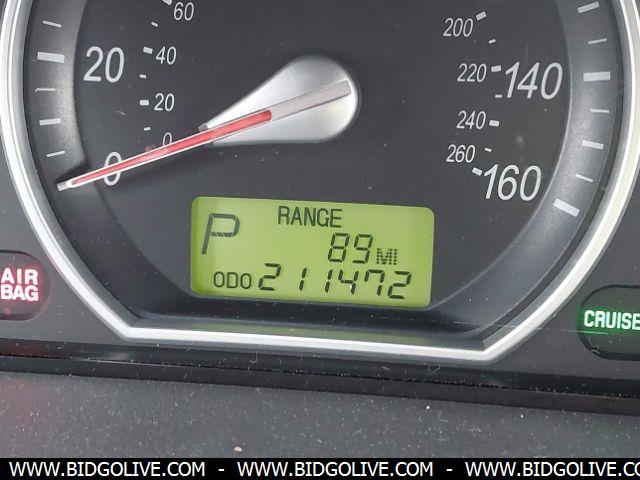 60
200
20
40
220
140
20
240
0
0
260
160
RANGE
P
89 MI
ODO 211472
AIR
BAG
CRUISE
WWW.BIDGOLIVE.COM - WWW.BIDGOLIVE.COM - WWW.BIDGOLIVE.COM